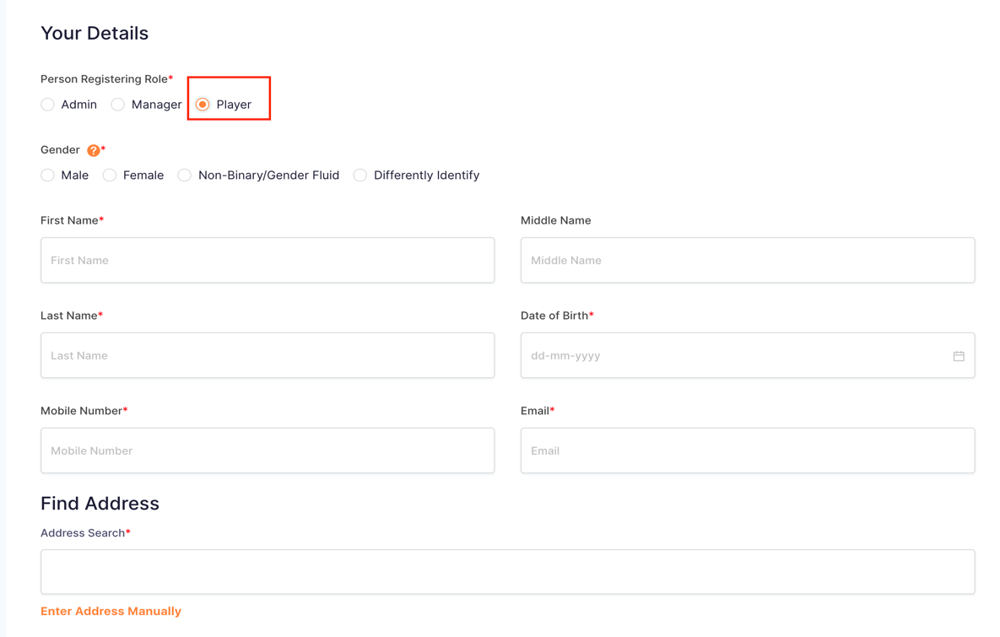 Your Details
Person Registering Role*
Admin Manager Player
Gender ?*
Male Female Non-Binary/Gender Fluid Differently Identify
First Name* Middle Name
First Name Middle Name
Last Name* Date of Birth*
Last Name dd-mm-yyyy
Mobile Number* Email*
Mobile Number Email
Find Address
Address Search*
Enter Address Manually